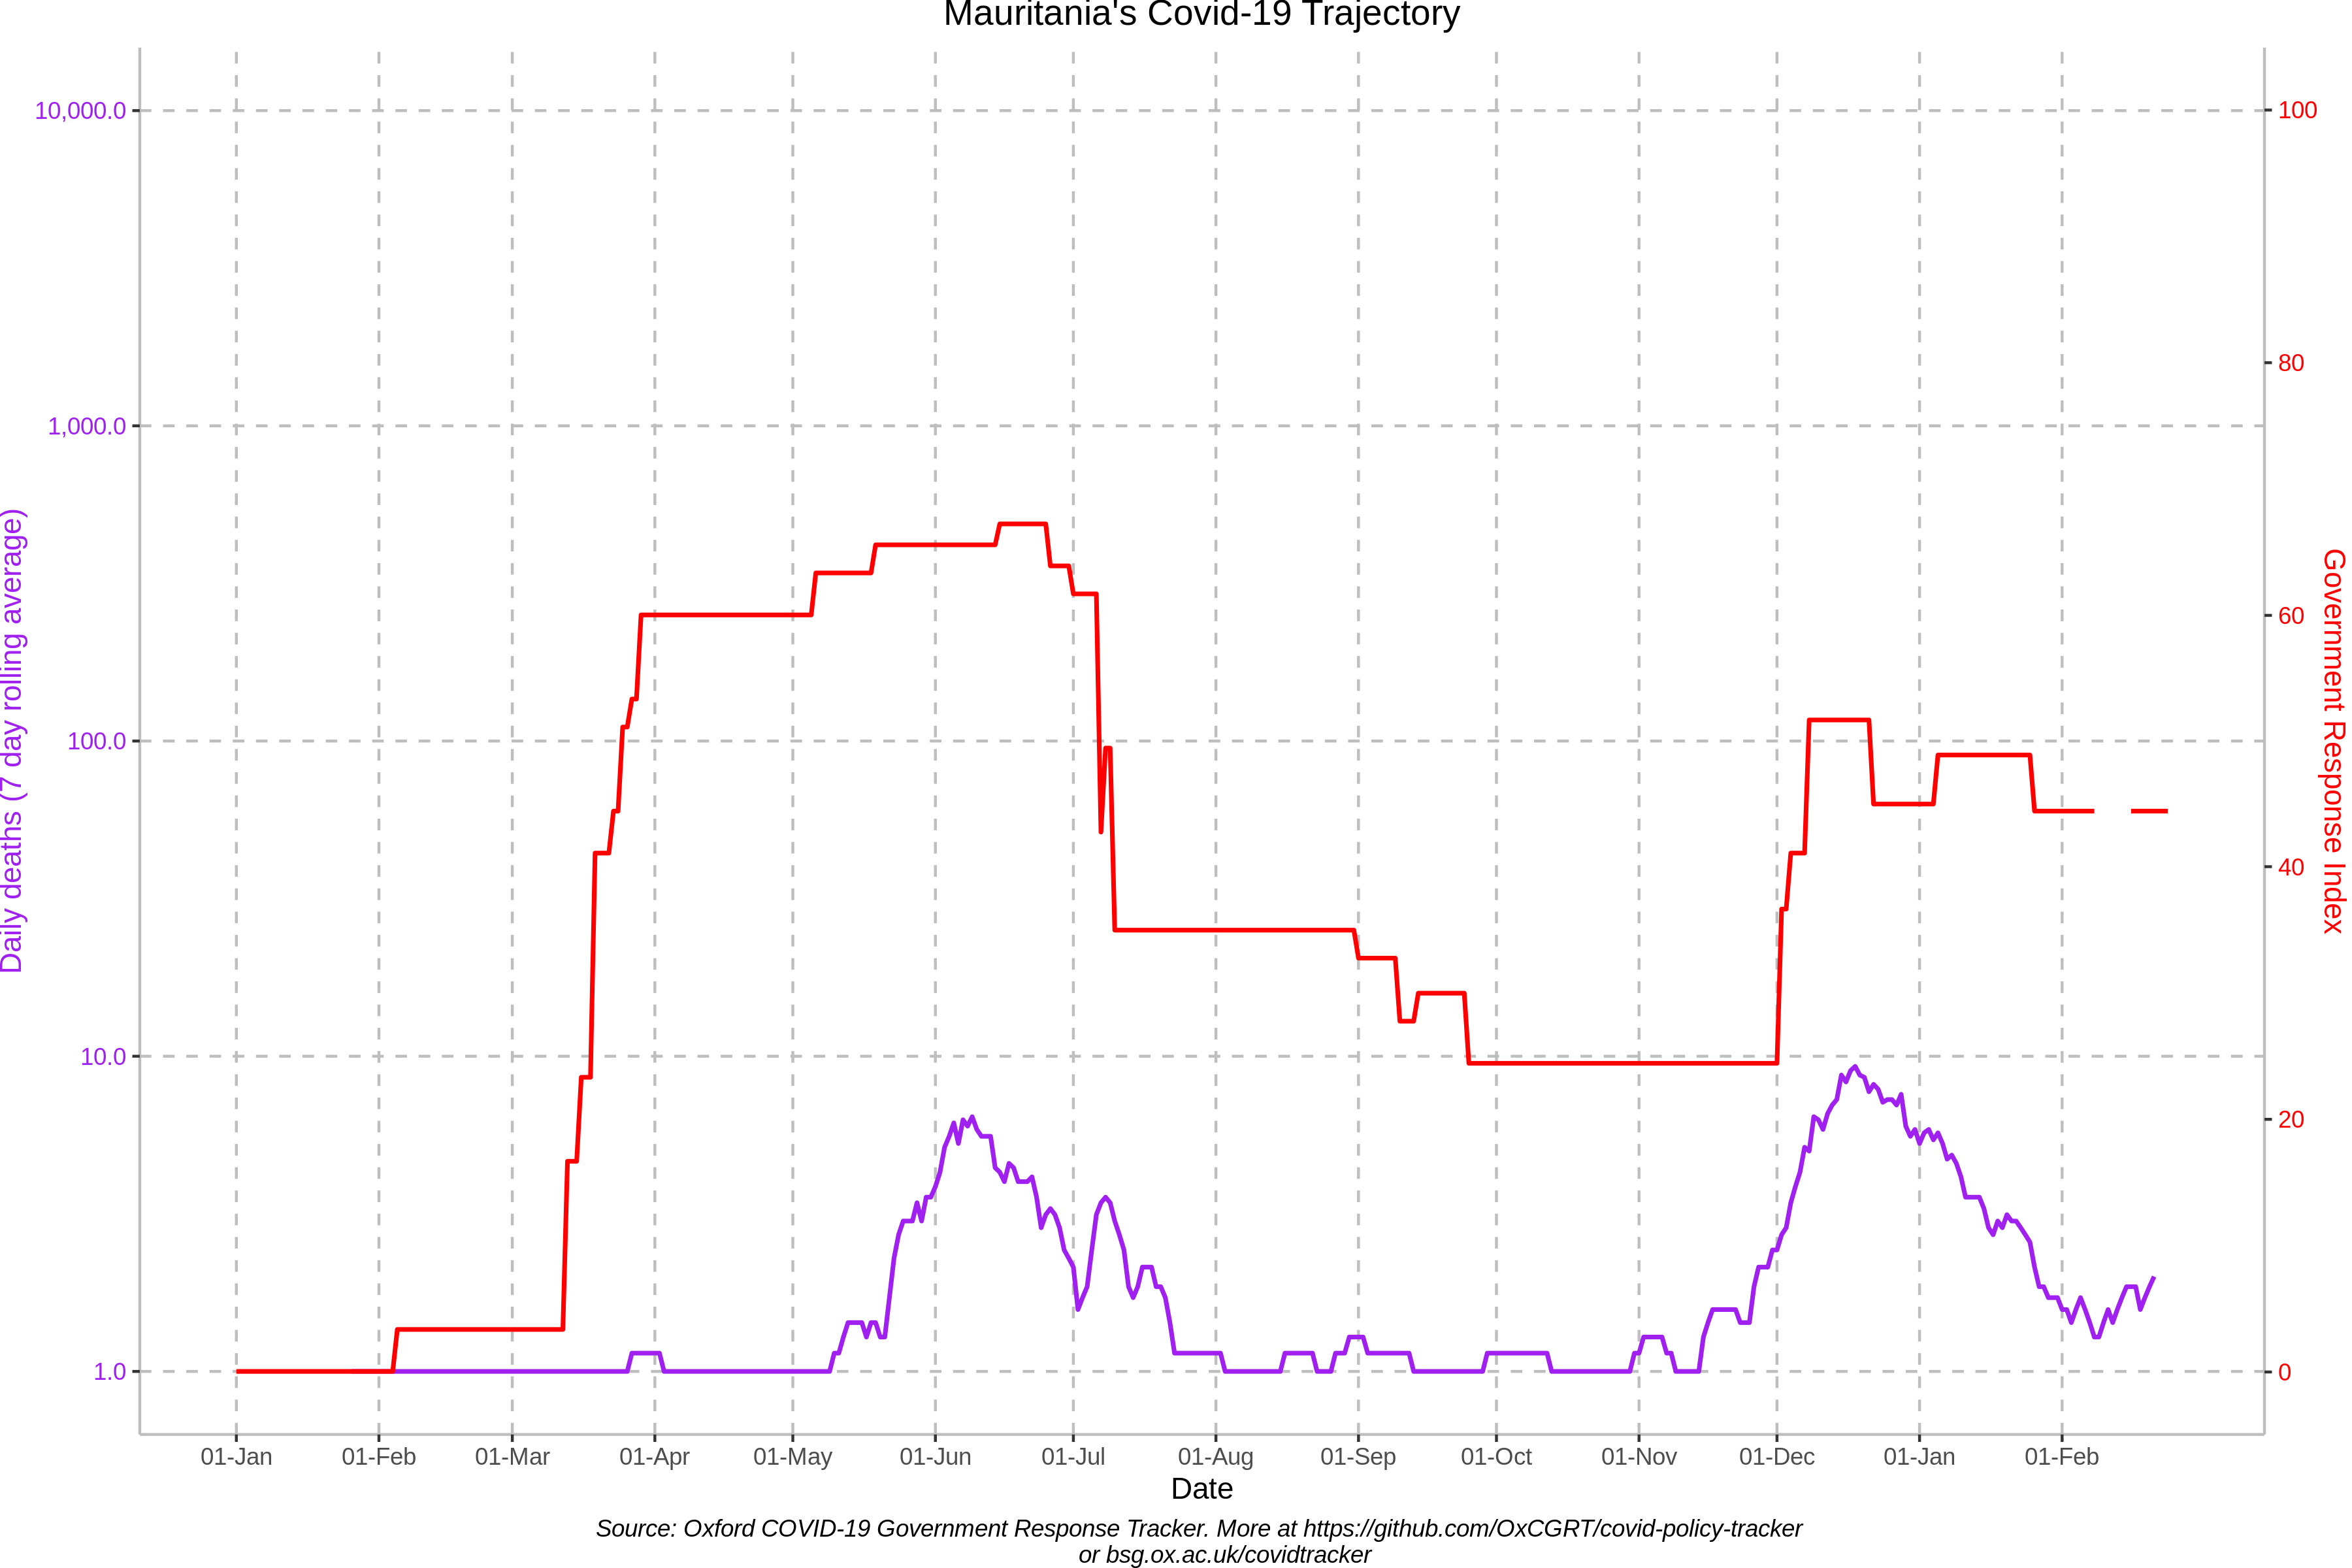 Mauritania's Covid-19 Trajectory
Daily deaths (7 day rolling average)
10,000.0
1,000.0
100.0
10.0
1.0
100
80
60
40
20
0
Government Response Index
01-Jan 01-Feb 01-Mar 01-Apr 01-May 01-Jun 01-Jul 01-Aug 01-Sep 01-Oct 01-Nov 01-Dec 01-Jan 01-Feb
Date
Source: Oxford COVID-19 Government Response Tracker. More at https://github.com/OxCGRT/covid-policy-tracker
or bsg.ox.ac.uk/covidtracker